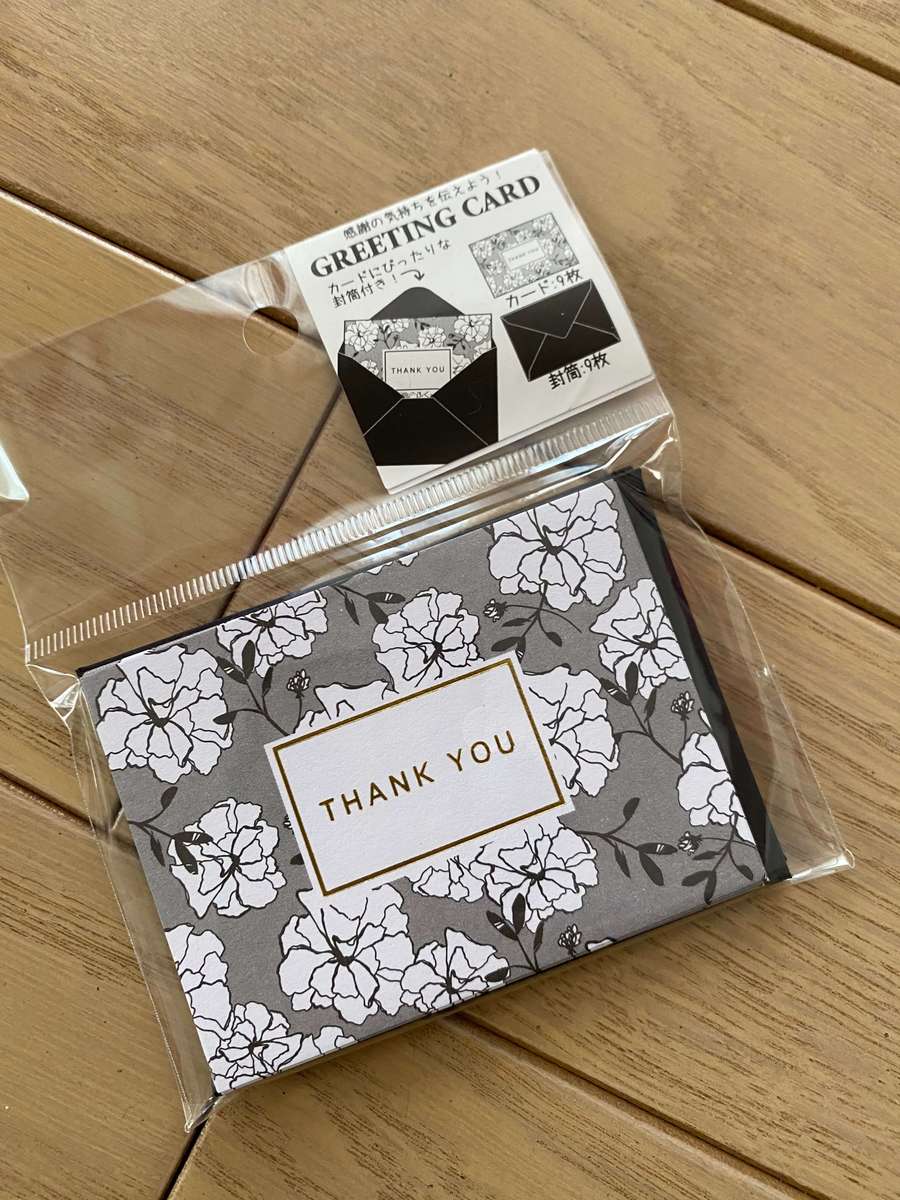 感謝の気持ちを伝えよう!
GREETING CARD
カードにぴったりな
封筒付き!
THANK YOU
カード:9枚
THANK YOU
封筒:9枚
THANK YOU